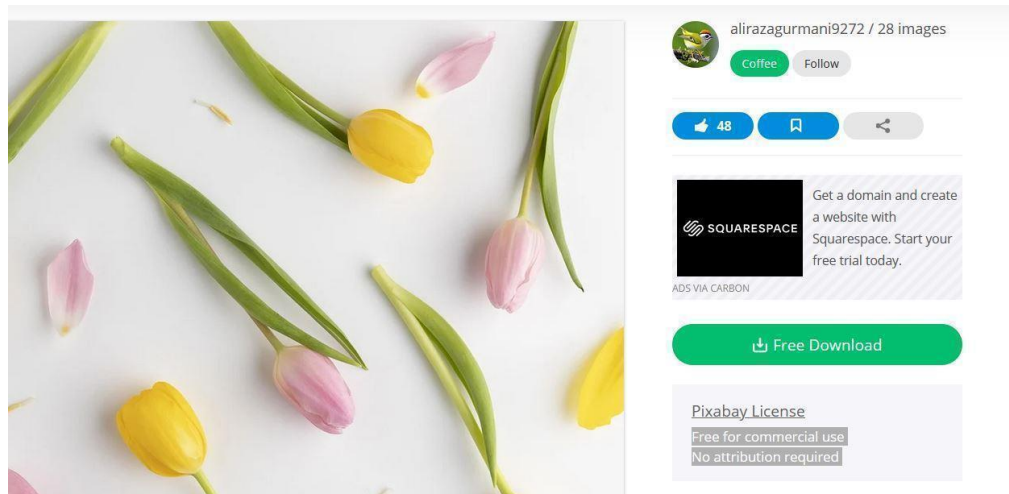 alirazagurmani9272 / 28 images
Coffee
Follow
48
SQUARESPACE
Get a domain and create
a website with
Squarespace. Start your
free trial today.
ADS VIA CARBON
Free Download
Pixabay License
Free for commercial use
No attribution required